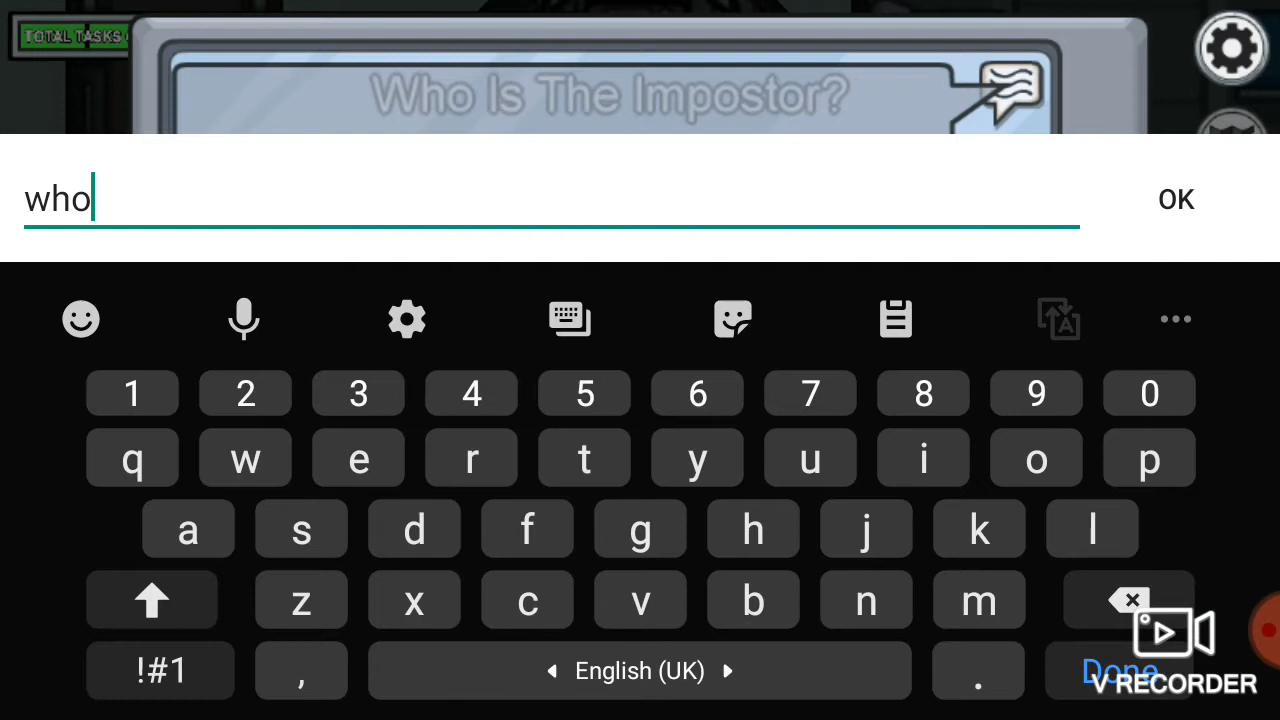 TOTAL TASKS
Who Is The Impostor?
who
OK
1 2 3 4 5 6 7 8 9 0
q w e r t y u i o p
a s d f g h j k l
z x c v b n m
!#1 , English (UK) . Done
V RECORDER